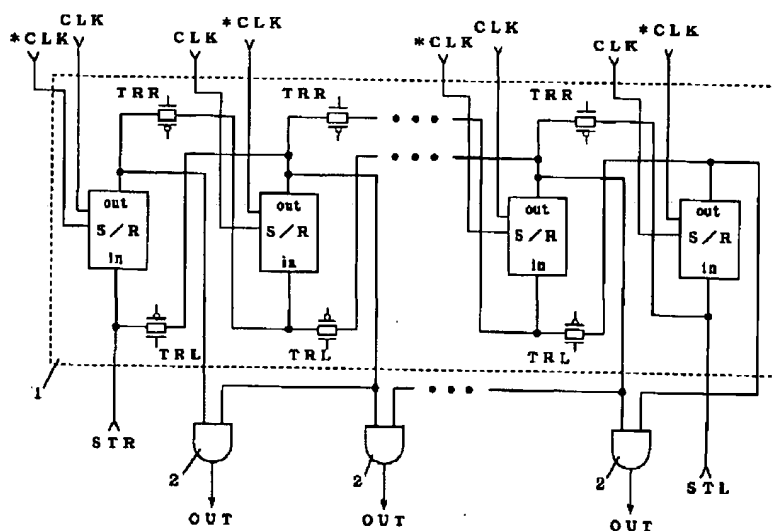 CLK
*CLK
CLK
*CLK
*CLK
CLK
CLK
*CLK
TRR
TRR
TRR
out
S/R
in
out
S/R
in
out
S/R
in
out
S/R
in
TRL
TRL
TRL
1
STR
2
2
2
STL
OUT
OUT
OUT